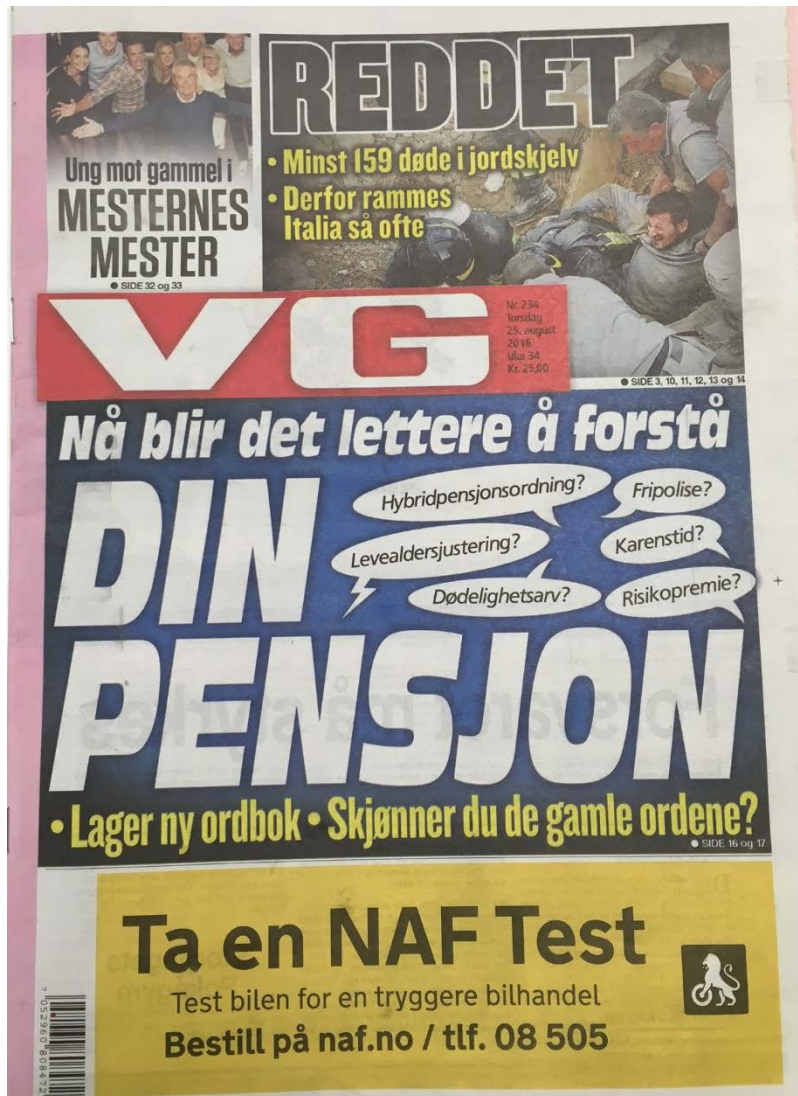 Ung mot gammel i
MESTERNES
MESTER
● SIDE 32 og 33
REDDET
• Minst 159 døde i jordskjelv
• Derfor rammes
Italia så ofte
● SIDE 3, 10, 11, 12, 13 og 14
VG
Nr. 234
Torsdag
25. august
2016
Uke 34
Kr. 25,00
Nå blir det lettere å forstå
DIN
PENSJON
Hybridpensjonsordning?
Fripolise?
Levealdersjustering?
Karenstid?
Dødelighetsarv?
Risikopremie?
• Lager ny ordbok • Skjønner du de gamle ordene?
● SIDE 16 og 17
Ta en NAF Test
Test bilen for en tryggere bilhandel
Bestill på naf.no / tlf. 08 505
7 052960 808472